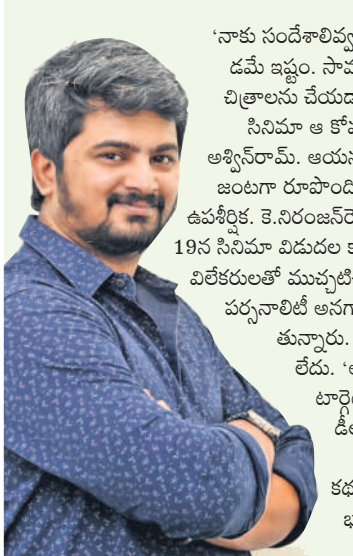 ‘నాకు సందేశాలివ్వ
డమే ఇష్టం. సామ
చిత్రాలను చేయడా
సినిమా ఆ కోవ
అశ్విన్‌రామ్. ఆయన
జంటగా రూపొంది
ఉపశీర్షిక. కె.నిరంజన్‌రె
19న సినిమా విడుదల క
విలేకరులతో ముచ్చటిం
పర్సనాలిటీ అనగా
తున్నారు.
లేదు. ‘అ
టార్గె
డీల
కథ
భ